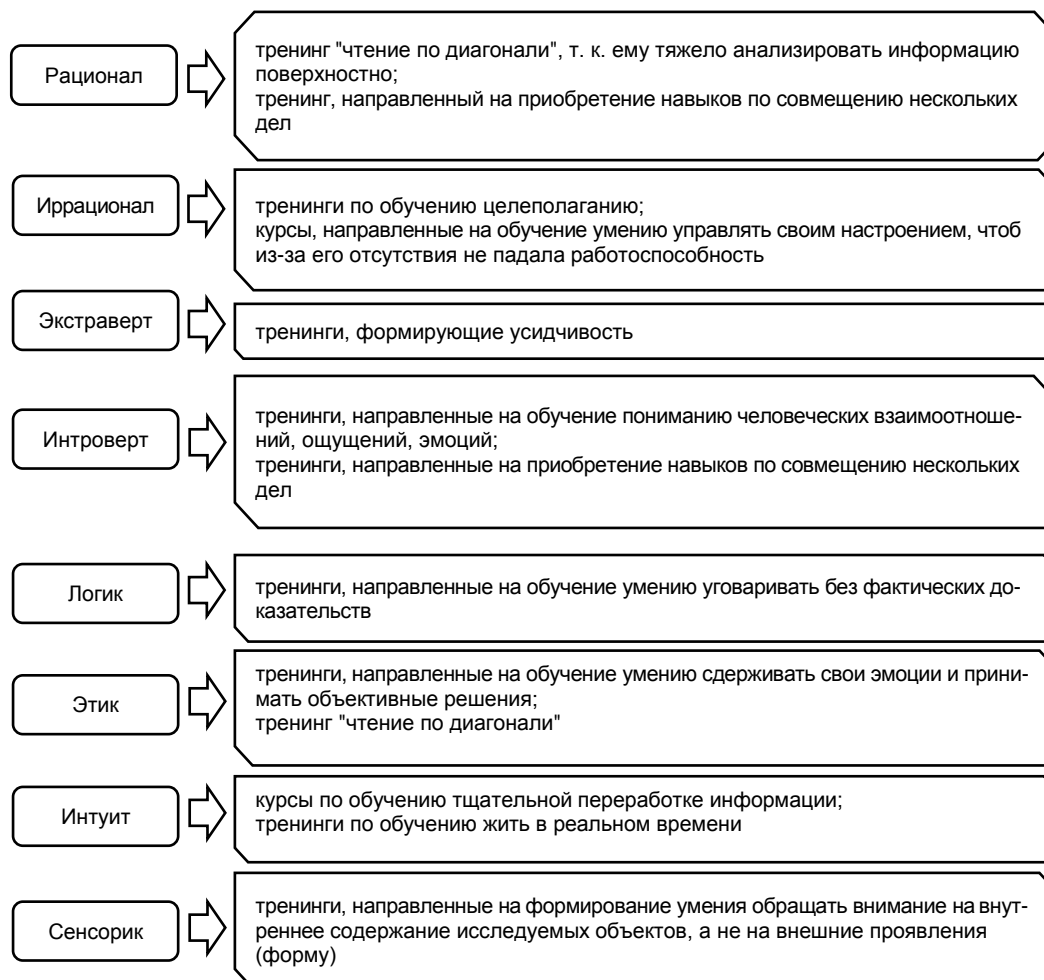 Рационал
тренинг "чтение по диагонали", т. к. ему тяжело анализировать информацию
поверхностно;
тренинг, направленный на приобретение навыков по совмещению нескольких
дел
Иррационал
тренинги по обучению целеполаганию;
курсы, направленные на обучение умению управлять своим настроением, чтоб
из-за его отсутствия не падала работоспособность
Экстраверт
тренинги, формирующие усидчивость
Интроверт
тренинги, направленные на обучение пониманию человеческих взаимоотноше-
ний, ощущений, эмоций;
тренинги, направленные на приобретение навыков по совмещению нескольких
дел
Логик
тренинги, направленные на обучение умению уговаривать без фактических до-
казательств
Этик
тренинги, направленные на обучение умению сдерживать свои эмоции и прини-
мать объективные решения;
тренинг "чтение по диагонали"
Интуит
курсы по обучению тщательной переработке информации;
тренинги по обучению жить в реальном времени
Сенсорик
тренинги, направленные на формирование умения обращать внимание на внут-
реннее содержание исследуемых объектов, а не на внешние проявления
(форму)